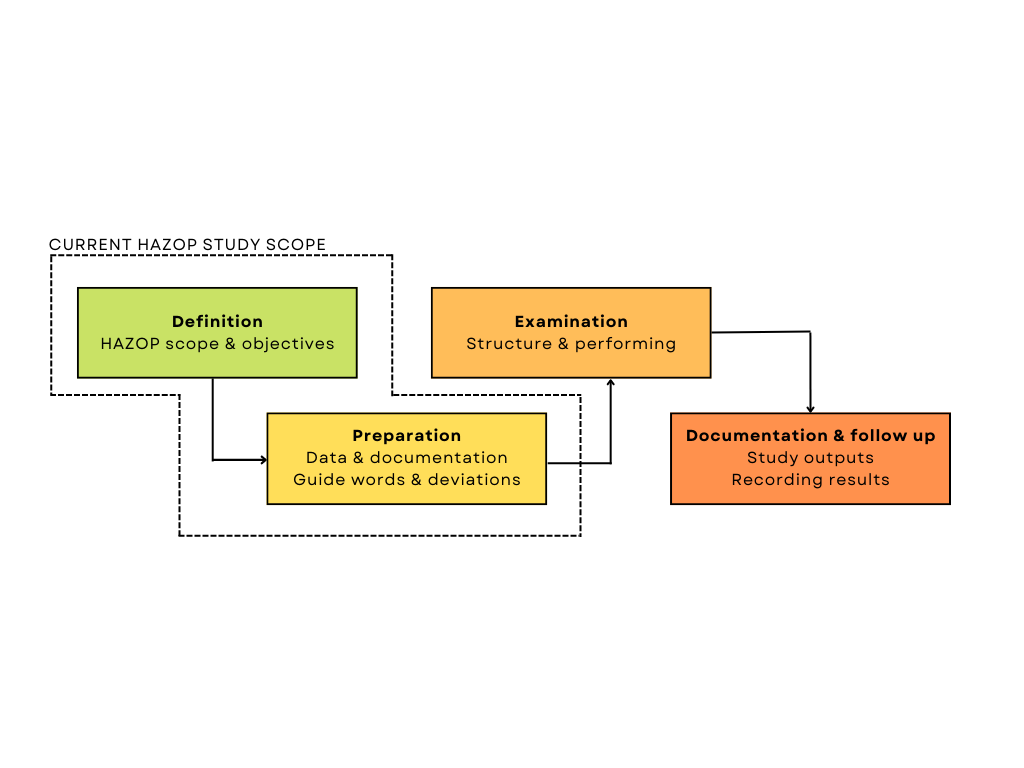 CURRENT HAZOP STUDY SCOPE
Definition
HAZOP scope & objectives
Examination
Structure & performing
Preparation
Data & documentation
Guide words & deviations
Documentation & follow up
Study outputs
Recording results